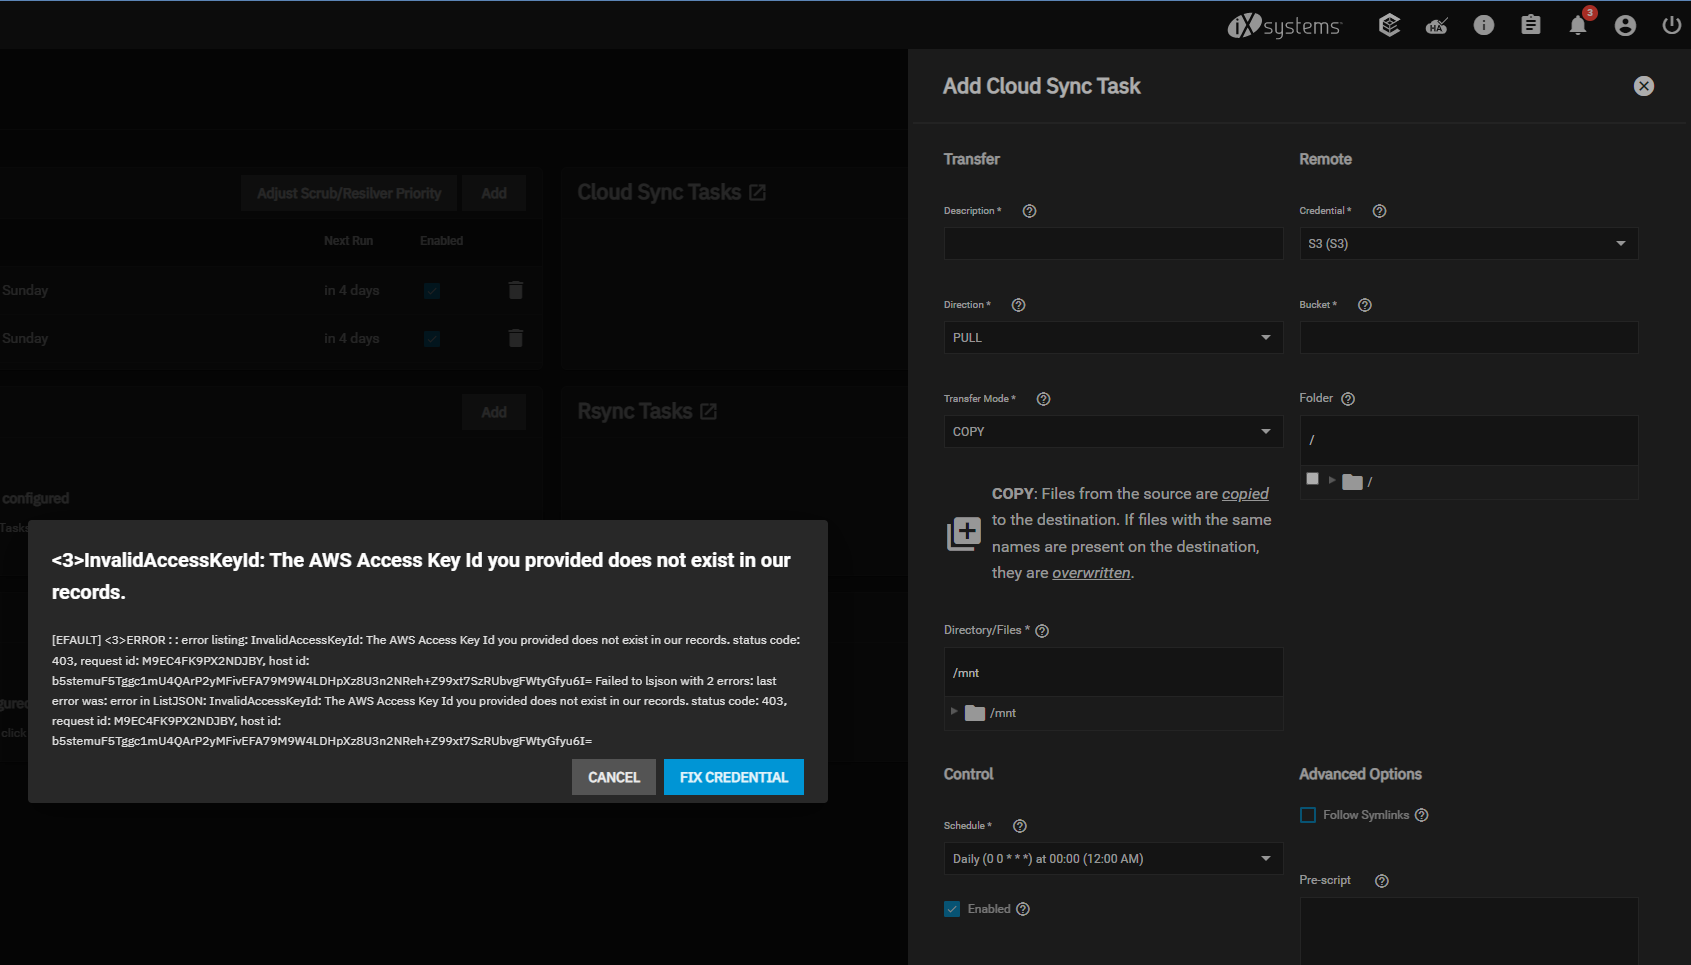 iXsystems
HA
3
Add Cloud Sync Task
Transfer
Remote
Adjust Scrub/Resilver Priority
Add
Cloud Sync Tasks
Description *
Credential *
S3 (S3)
Next Run
Enabled
Sunday
in 4 days
Direction *
Bucket *
PULL
Sunday
in 4 days
Transfer Mode *
Folder
Add
Rsync Tasks
COPY
/
/
configured
Tasks
COPY: Files from the source are copied
to the destination. If files with the same
names are present on the destination,
they are overwritten.
<3>InvalidAccessKeyId: The AWS Access Key Id you provided does not exist in our
records.
[EFAULT] <3>ERROR : : error listing: InvalidAccessKeyId: The AWS Access Key Id you provided does not exist in our records. status code:
403, request id: M9EC4FK9PX2NDJBY, host id:
b5stemuF5Tggc1mU4QArP2yMFivEFA79M9W4LDHpXz8U3n2NReh+Z99xt7SzRUbvgFWtyGfyu6I= Failed to lsjson with 2 errors: last
error was: error in ListJSON: InvalidAccessKeyId: The AWS Access Key Id you provided does not exist in our records. status code: 403,
request id: M9EC4FK9PX2NDJBY, host id:
b5stemuF5Tggc1mU4QArP2yMFivEFA79M9W4LDHpXz8U3n2NReh+Z99xt7SzRUbvgFWtyGfyu6I=
CANCEL
FIX CREDENTIAL
gured
click
Directory/Files *
/mnt
/mnt
Control
Advanced Options
Schedule *
Follow Symlinks
Daily (0 0 * * *) at 00:00 (12:00 AM)
Pre-script
Enabled